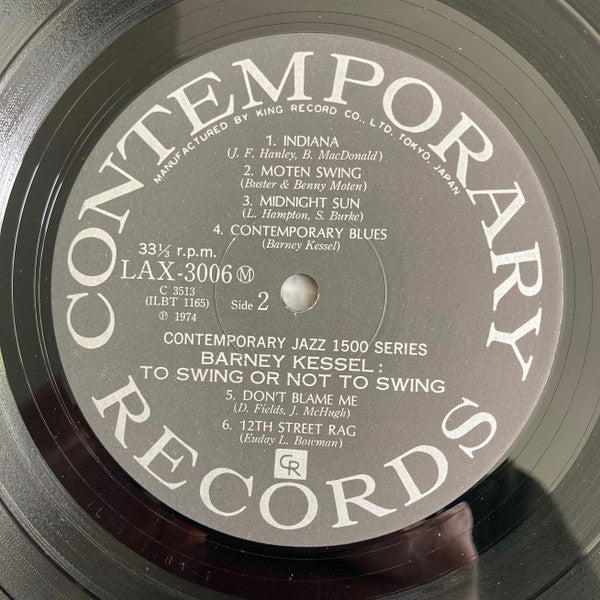 CONTEMPORARY
MANUFACTURED BY KING RECORD CO., LTD. TOKYO, JAPAN
1. INDIANA
(J. F. Hanley, B. MacDonald)
2. MOTEN SWING
(Buster & Benny Moten)
3. MIDNIGHT SUN
(L. Hampton, S. Burke)
4. CONTEMPORARY BLUES
(Barney Kessel)
33⅓ r.p.m.
LAX-3006 Ⓜ
C 3513
(ILBT 1165)
Ⓟ 1974
Side 2
CONTEMPORARY JAZZ 1500 SERIES
BARNEY KESSEL:
TO SWING OR NOT TO SWING
5. DON'T BLAME ME
(D. Fields, J. McHugh)
6. 12TH STREET RAG
(Euday L. Bowman)
CR
RECORDS